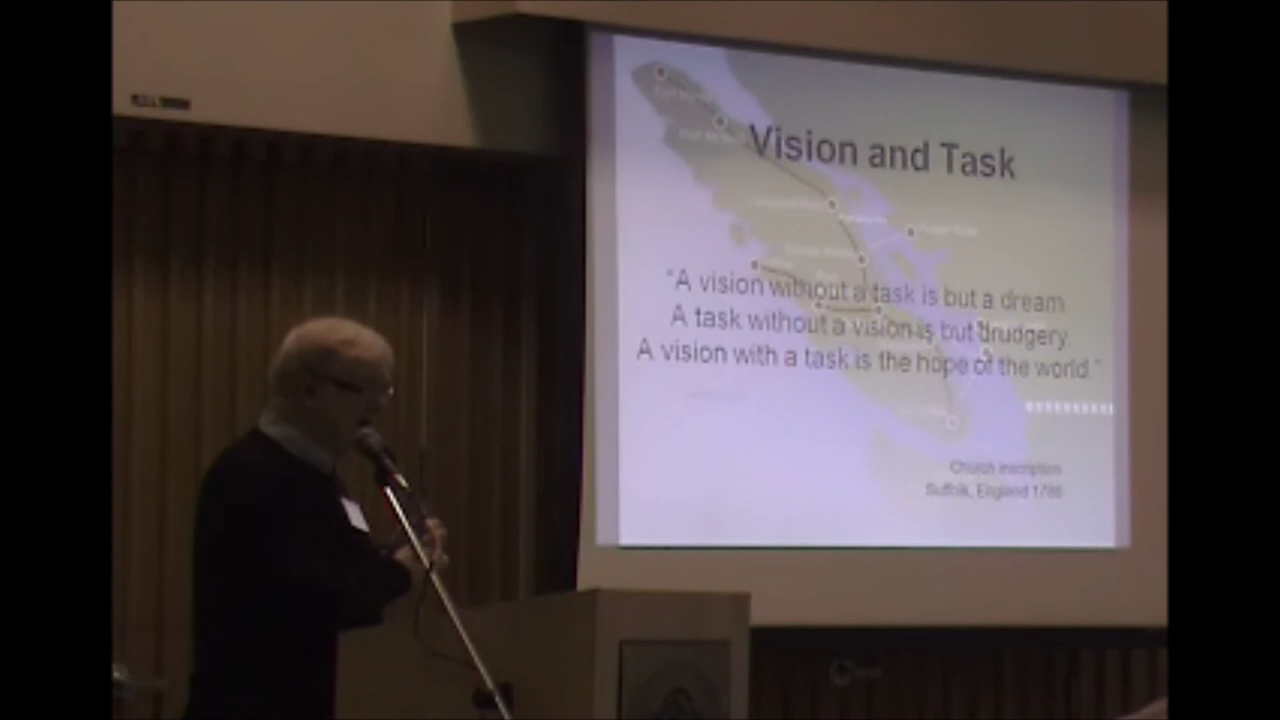 Vision and Task
“A vision without a task is but a dream.
A task without a vision is but drudgery.
A vision with a task is the hope of the world.”
Church Inscription
Suffolk, England 1786